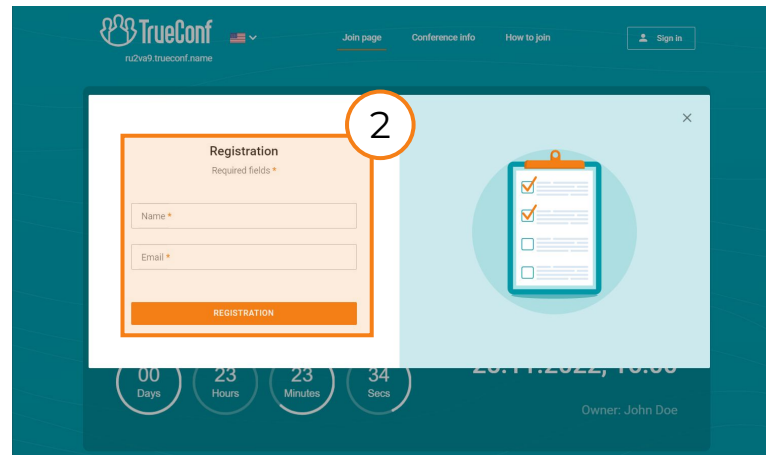 TrueConf
ru2va9.trueconf.name
Join page
Conference info
How to join
Sign in
2
Registration
Required fields *
Name *
Email *
REGISTRATION
00
Days
23
Hours
23
Minutes
34
Secs
Owner: John Doe